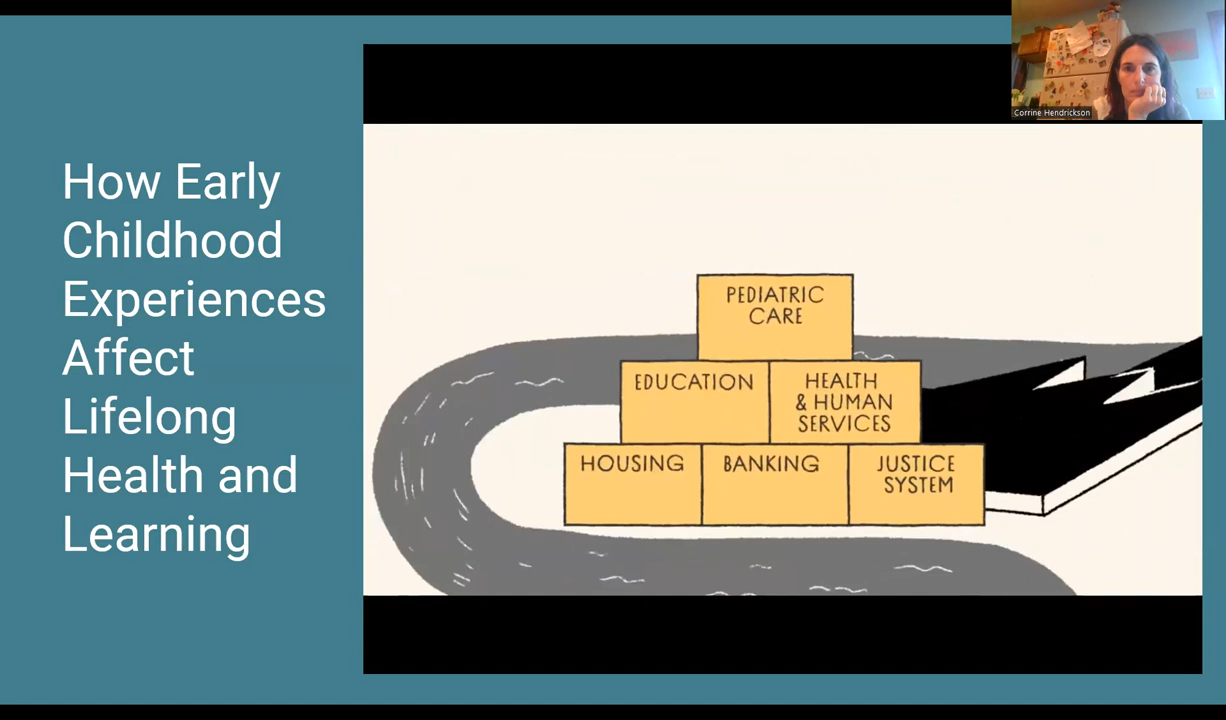 How Early
Childhood
Experiences
Affect
Lifelong
Health and
Learning
PEDIATRIC
CARE
EDUCATION
HEALTH
& HUMAN
SERVICES
HOUSING
BANKING
JUSTICE
SYSTEM
Corrine Hendrickson